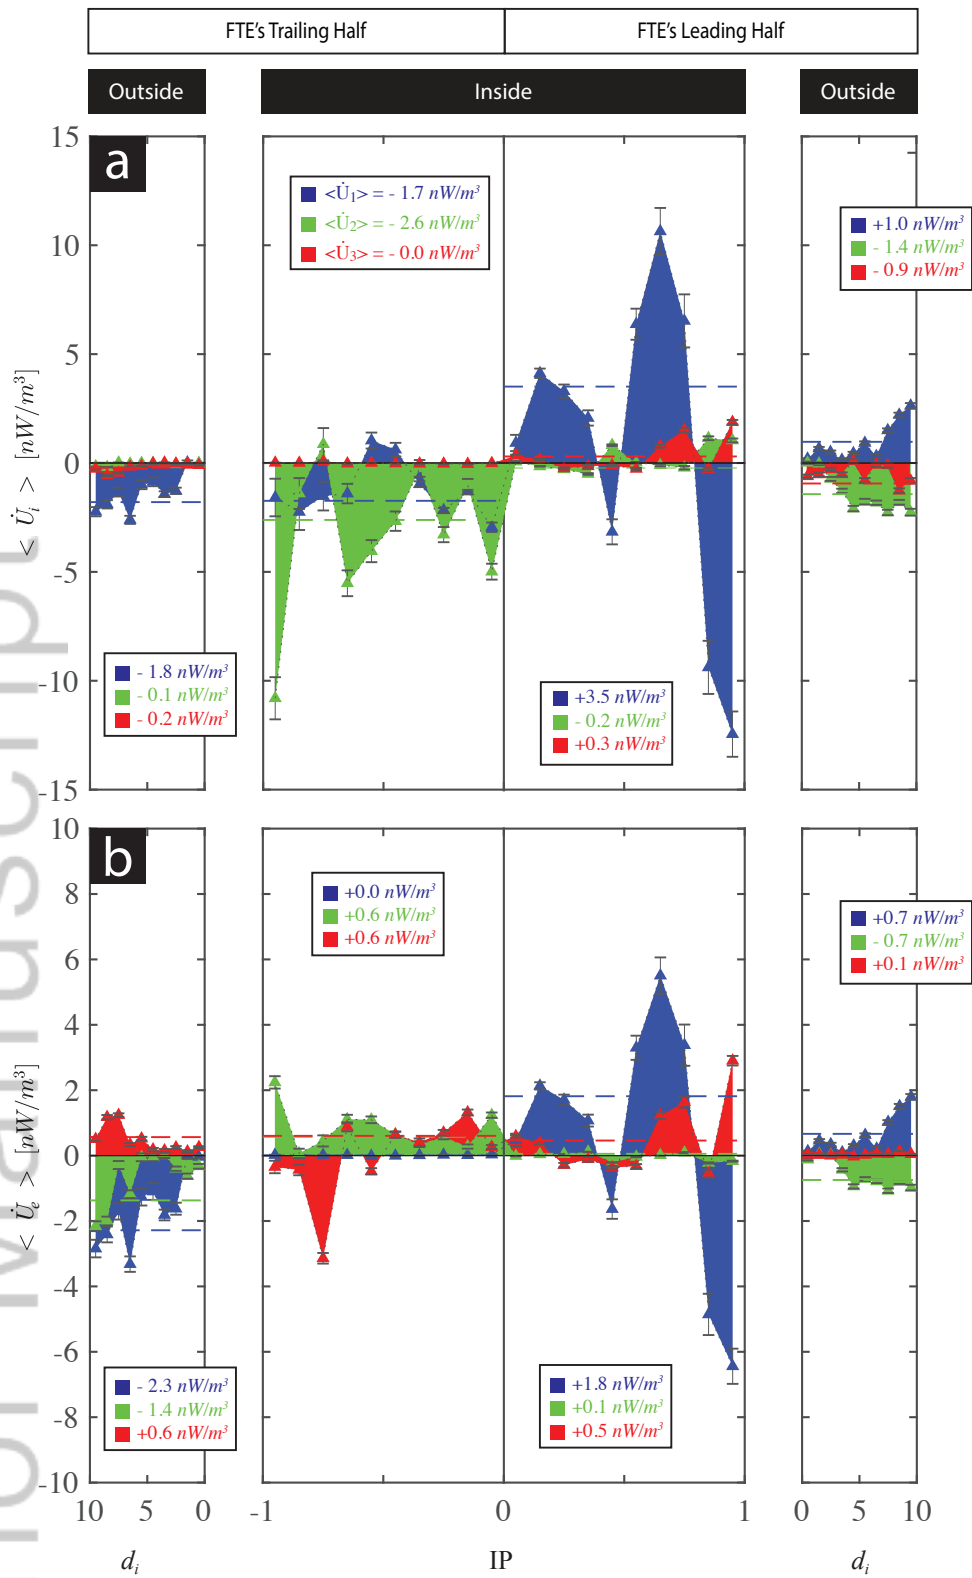 FTE's Trailing Half
FTE's Leading Half
Outside
Inside
Outside
a
15
10
5
0
-5
-10
-15
< U̇ᵢ > [nW/m³]
<U̇₁> = - 1.7 nW/m³
<U̇₂> = - 2.6 nW/m³
<U̇₃> = - 0.0 nW/m³
+1.0 nW/m³
- 1.4 nW/m³
- 0.9 nW/m³
- 1.8 nW/m³
- 0.1 nW/m³
- 0.2 nW/m³
+3.5 nW/m³
- 0.2 nW/m³
+0.3 nW/m³
b
10
8
6
4
2
0
-2
-4
-6
-8
-10
< U̇ₑ > [nW/m³]
+0.0 nW/m³
+0.6 nW/m³
+0.6 nW/m³
+0.7 nW/m³
- 0.7 nW/m³
+0.1 nW/m³
- 2.3 nW/m³
- 1.4 nW/m³
+0.6 nW/m³
+1.8 nW/m³
+0.1 nW/m³
+0.5 nW/m³
10 5 0
-1 0 1
0 5 10
dᵢ
IP
dᵢ